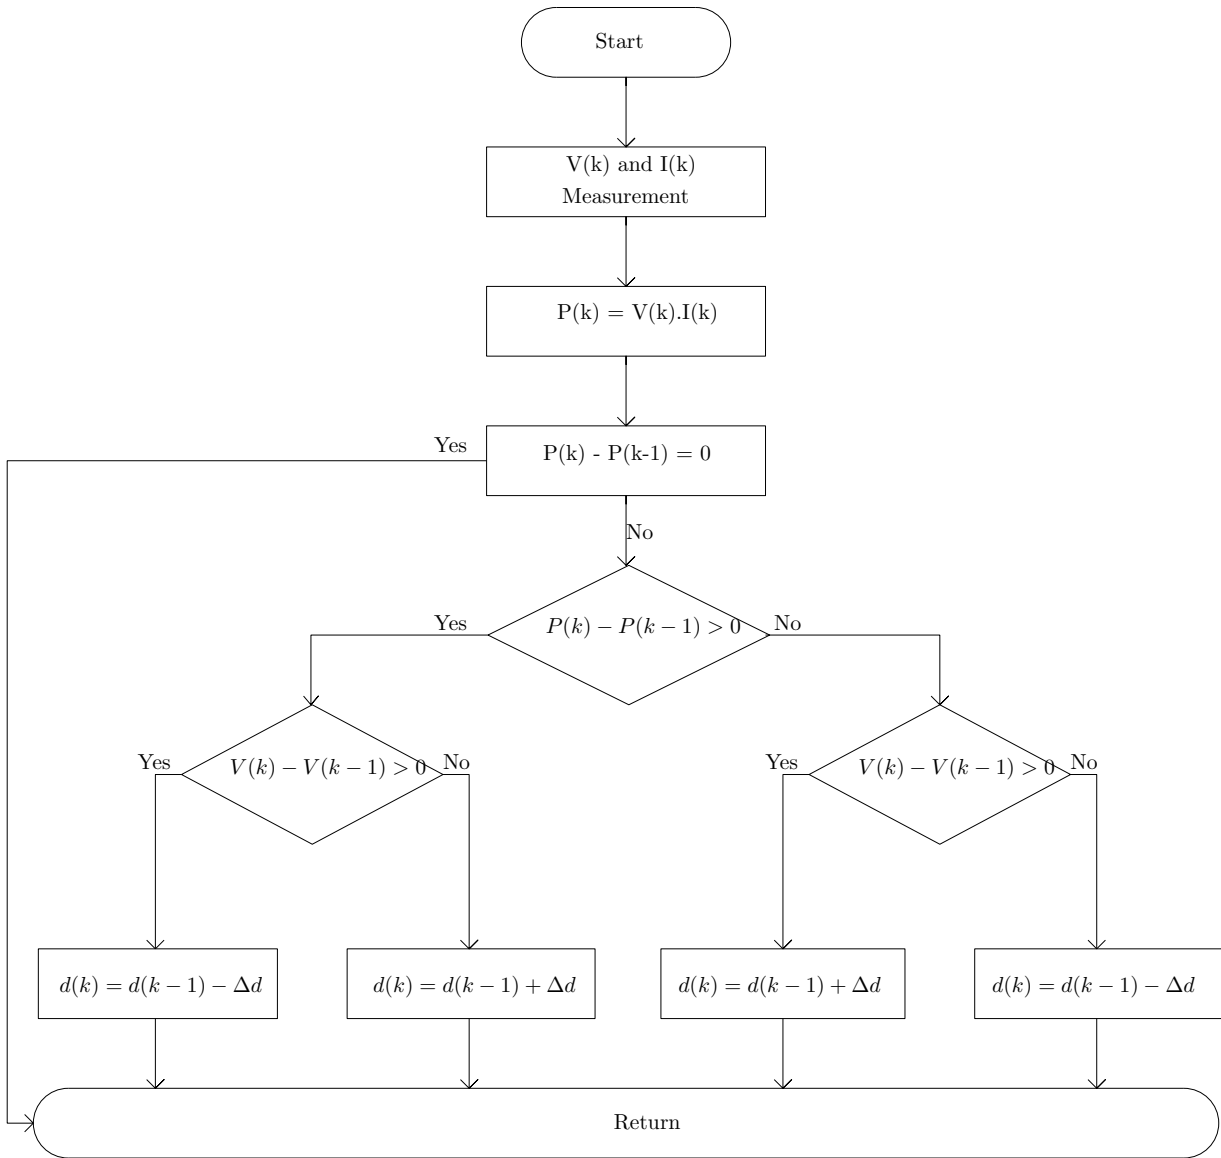 Start
V(k) and I(k)
Measurement
P(k) = V(k).I(k)
Yes
P(k) - P(k-1) = 0
No
Yes
P(k) − P(k − 1) > 0
No
Yes
V(k) − V(k − 1) > 0
No
Yes
V(k) − V(k − 1) > 0
No
d(k) = d(k − 1) − Δd
d(k) = d(k − 1) + Δd
d(k) = d(k − 1) + Δd
d(k) = d(k − 1) − Δd
Return